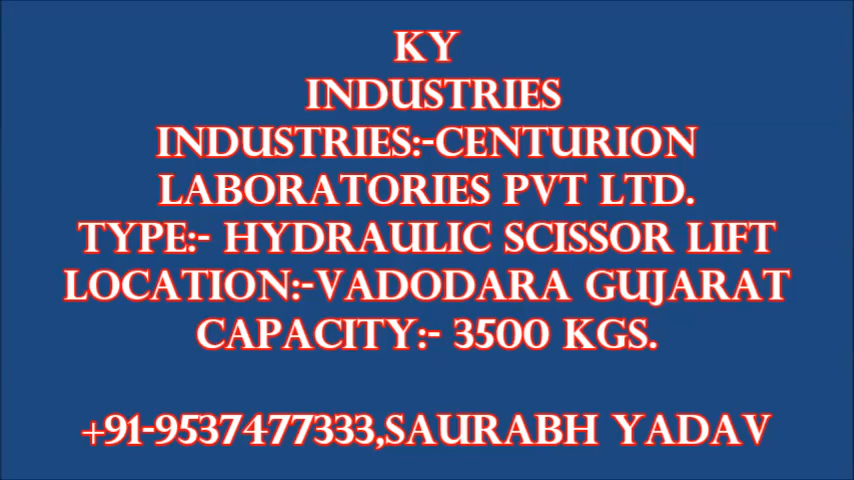 KY
INDUSTRIES
INDUSTRIES:-CENTURION
LABORATORIES PVT LTD.
TYPE:- HYDRAULIC SCISSOR LIFT
LOCATION:-VADODARA GUJARAT
CAPACITY:- 3500 KGS.
+91-9537477333,SAURABH YADAV